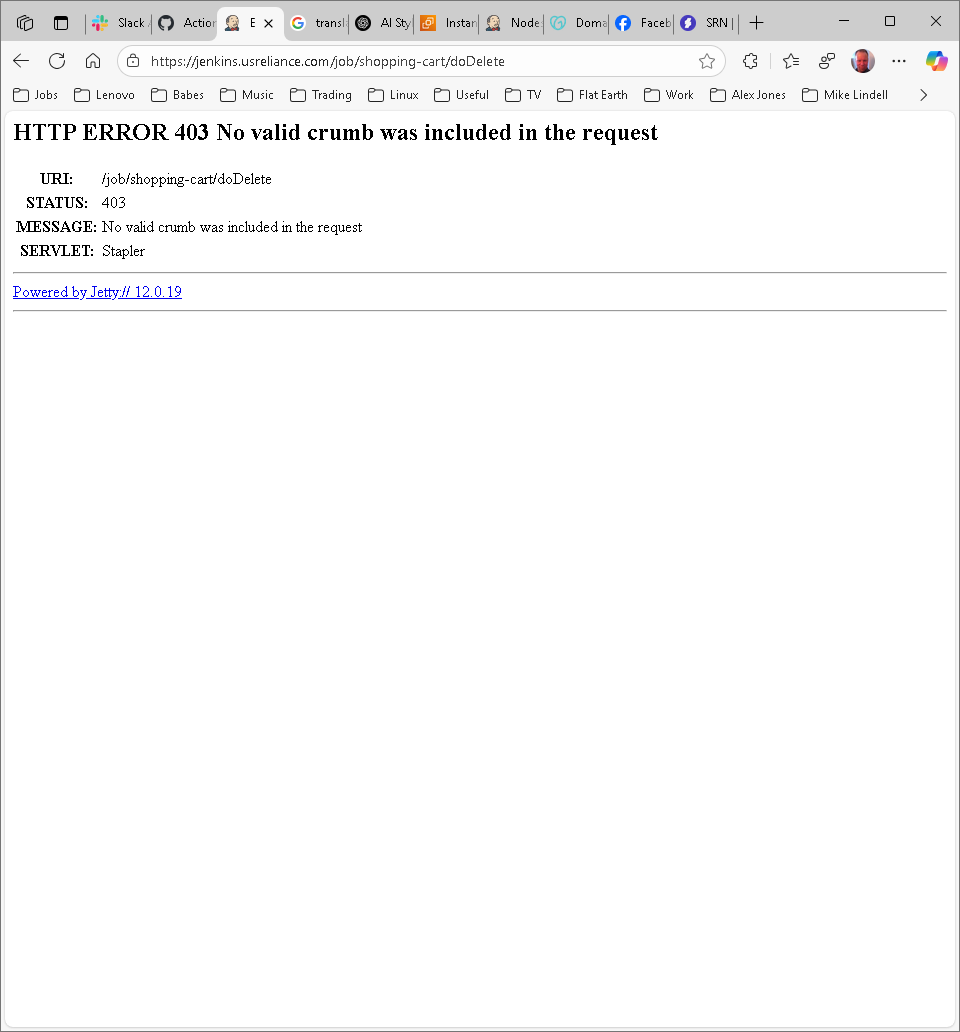 Slack
Action
E
transl
AI Sty
Instan
Node
Doma
Faceb
SRN |
https://jenkins.usreliance.com/job/shopping-cart/doDelete
Jobs Lenovo Babes Music Trading Linux Useful TV Flat Earth Work Alex Jones Mike Lindell
HTTP ERROR 403 No valid crumb was included in the request
URI: /job/shopping-cart/doDelete
STATUS: 403
MESSAGE: No valid crumb was included in the request
SERVLET: Stapler
Powered by Jetty:// 12.0.19